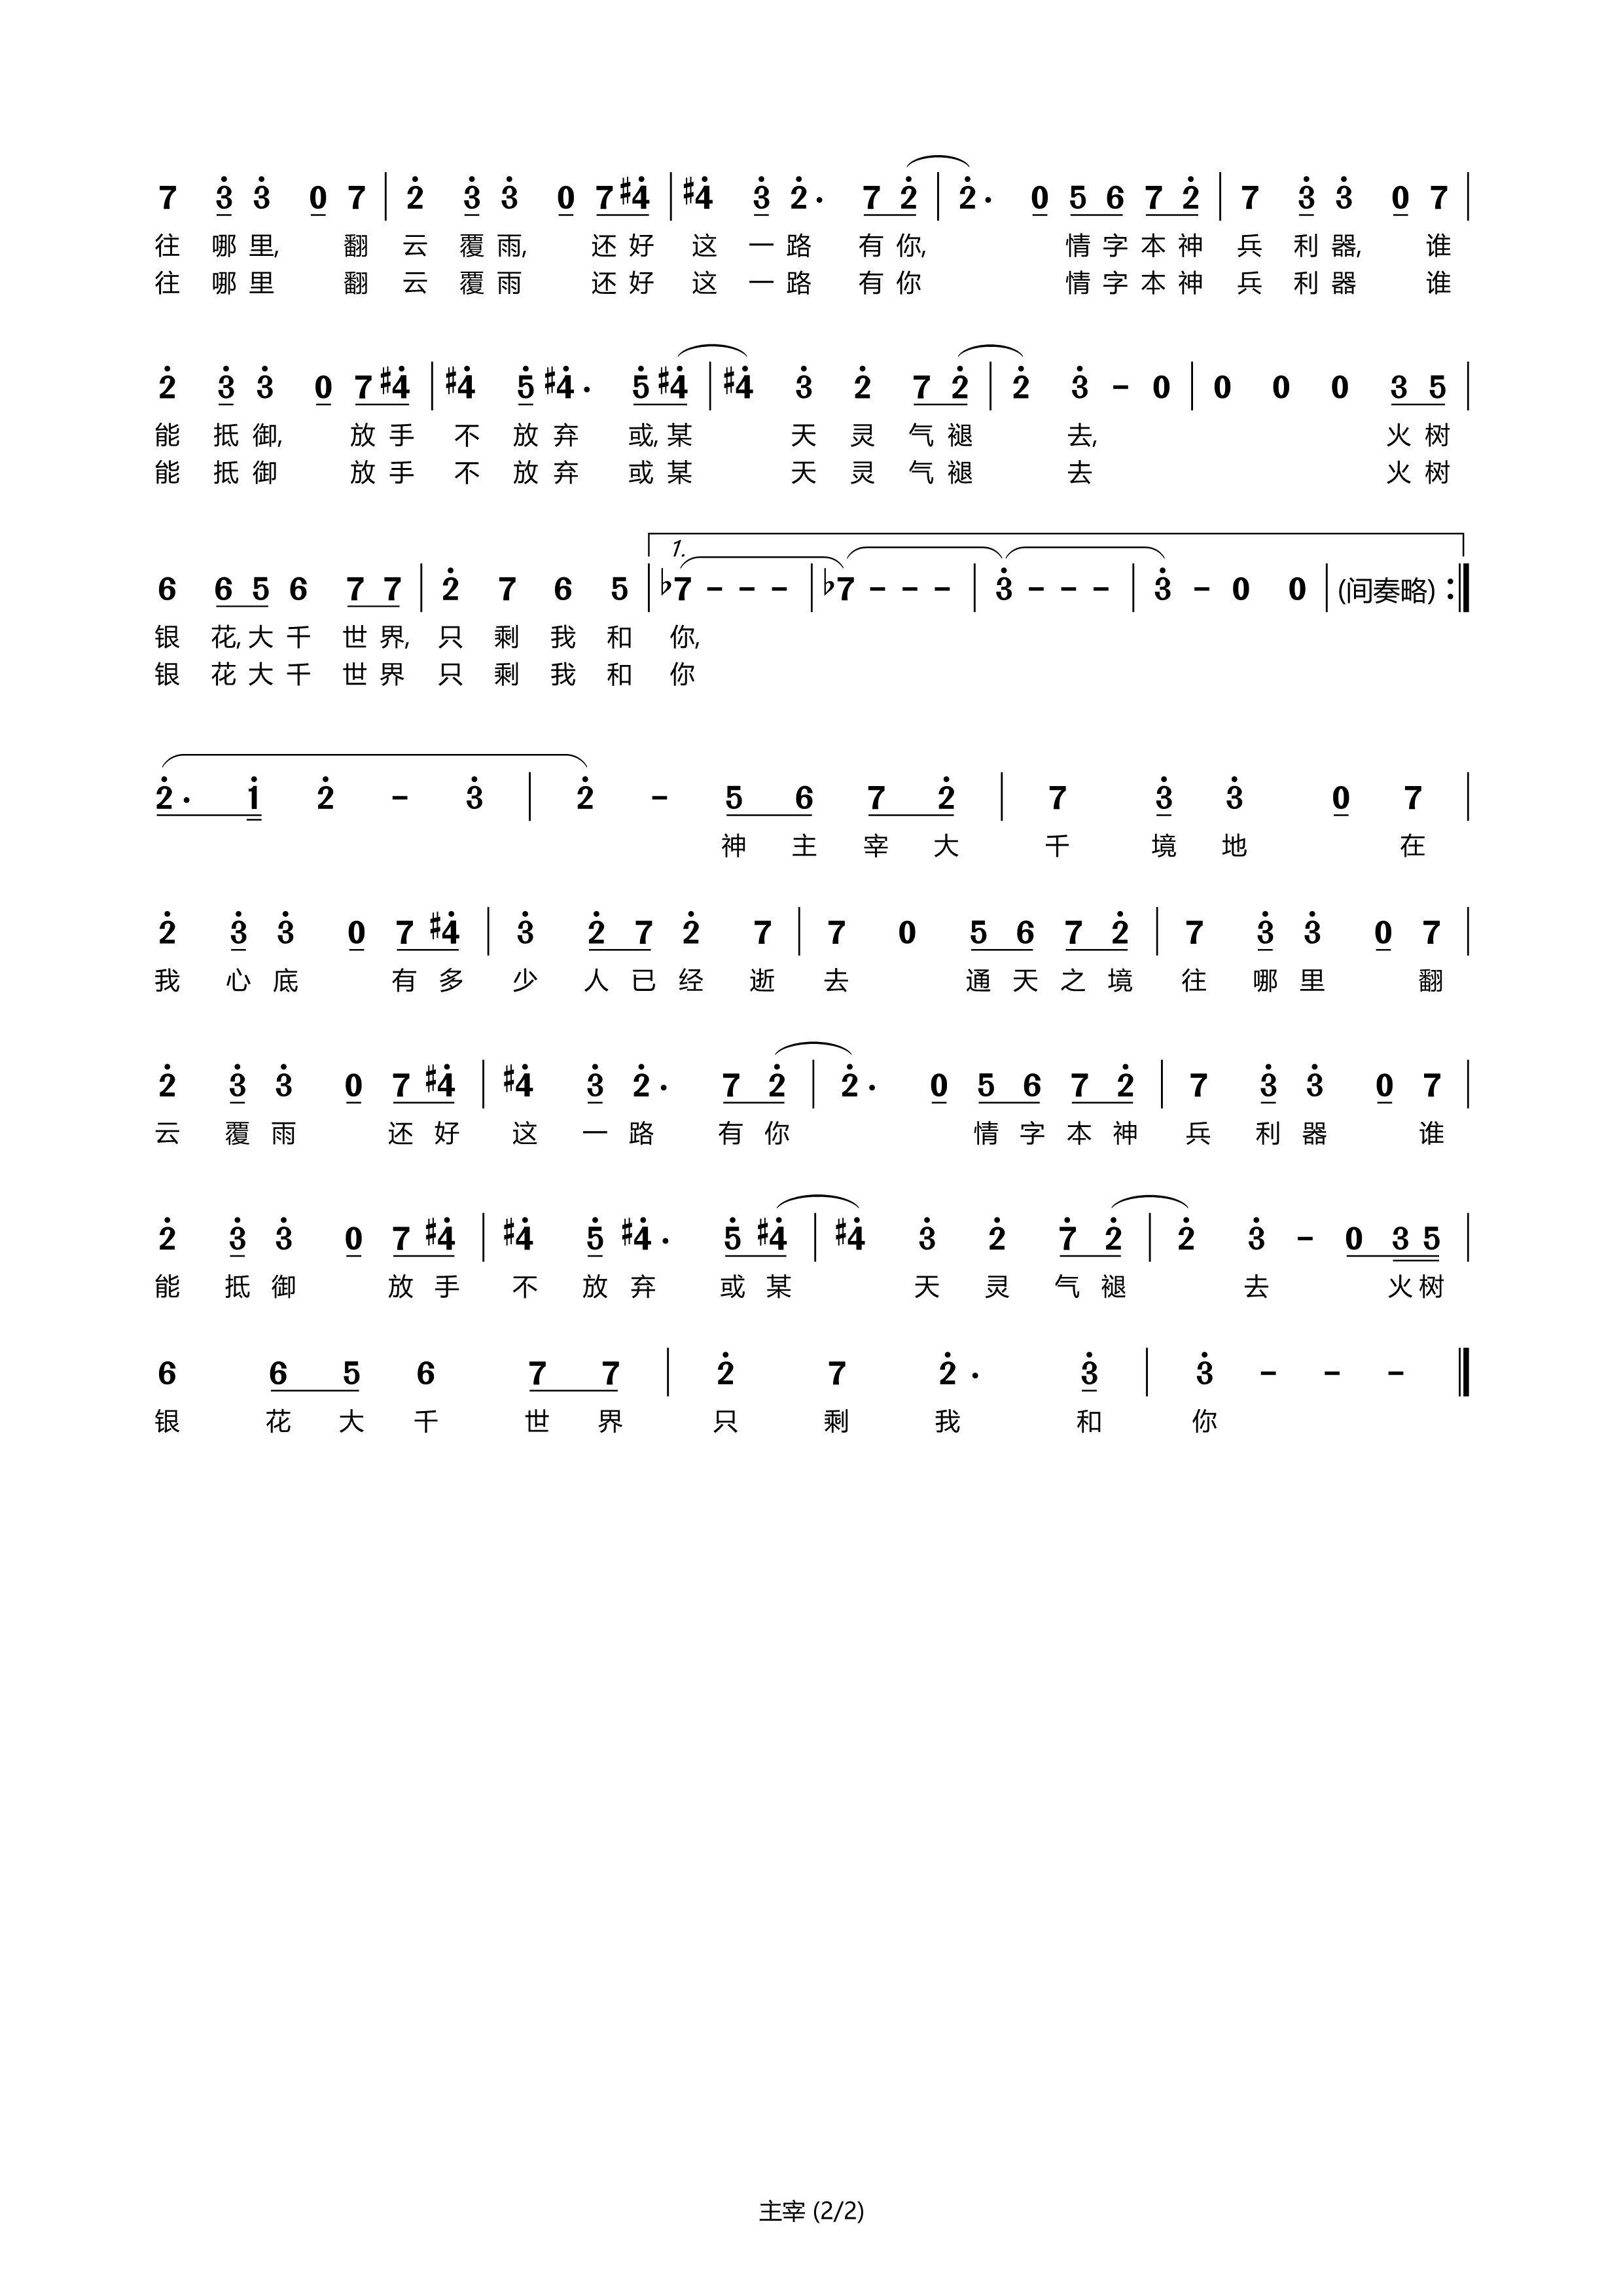 7 3 3 0 7 | 2 3 3 0 7 #4 | #4 3 2. 7 2 | 2. 0 5 6 7 2 | 7 3 3 0 7 |
往 哪 里, 翻 云 覆 雨, 还 好 这 一 路 有 你, 情 字 本 神 兵 利 器, 谁
往 哪 里 翻 云 覆 雨 还 好 这 一 路 有 你 情 字 本 神 兵 利 器 谁
2 3 3 0 7 #4 | #4 5 #4. 5 #4 | #4 3 2 7 2 | 2 3 - 0 | 0 0 0 3 5 |
能 抵 御, 放 手 不 放 弃 或, 某 天 灵 气 褪 去, 火 树
能 抵 御 放 手 不 放 弃 或 某 天 灵 气 褪 去 火 树
1.
6 6 5 6 7 7 | 2 7 6 5 | ♭7 - - - | ♭7 - - - | 3 - - - | 3 - 0 0 | (间奏略) :|
银 花, 大 千 世 界, 只 剩 我 和 你,
银 花 大 千 世 界 只 剩 我 和 你
2. 1 2 - 3 | 2 - 5 6 7 2 | 7 3 3 0 7 |
神 主 宰 大 千 境 地 在
2 3 3 0 7 #4 | 3 2 7 2 7 | 7 0 5 6 7 2 | 7 3 3 0 7 |
我 心 底 有 多 少 人 已 经 逝 去 通 天 之 境 往 哪 里 翻
2 3 3 0 7 #4 | #4 3 2. 7 2 | 2. 0 5 6 7 2 | 7 3 3 0 7 |
云 覆 雨 还 好 这 一 路 有 你 情 字 本 神 兵 利 器 谁
2 3 3 0 7 #4 | #4 5 #4. 5 #4 | #4 3 2 7 2 | 2 3 - 0 3 5 |
能 抵 御 放 手 不 放 弃 或 某 天 灵 气 褪 去 火 树
6 6 5 6 7 7 | 2 7 2. 3 | 3 - - - |
银 花 大 千 世 界 只 剩 我 和 你
主宰 (2/2)